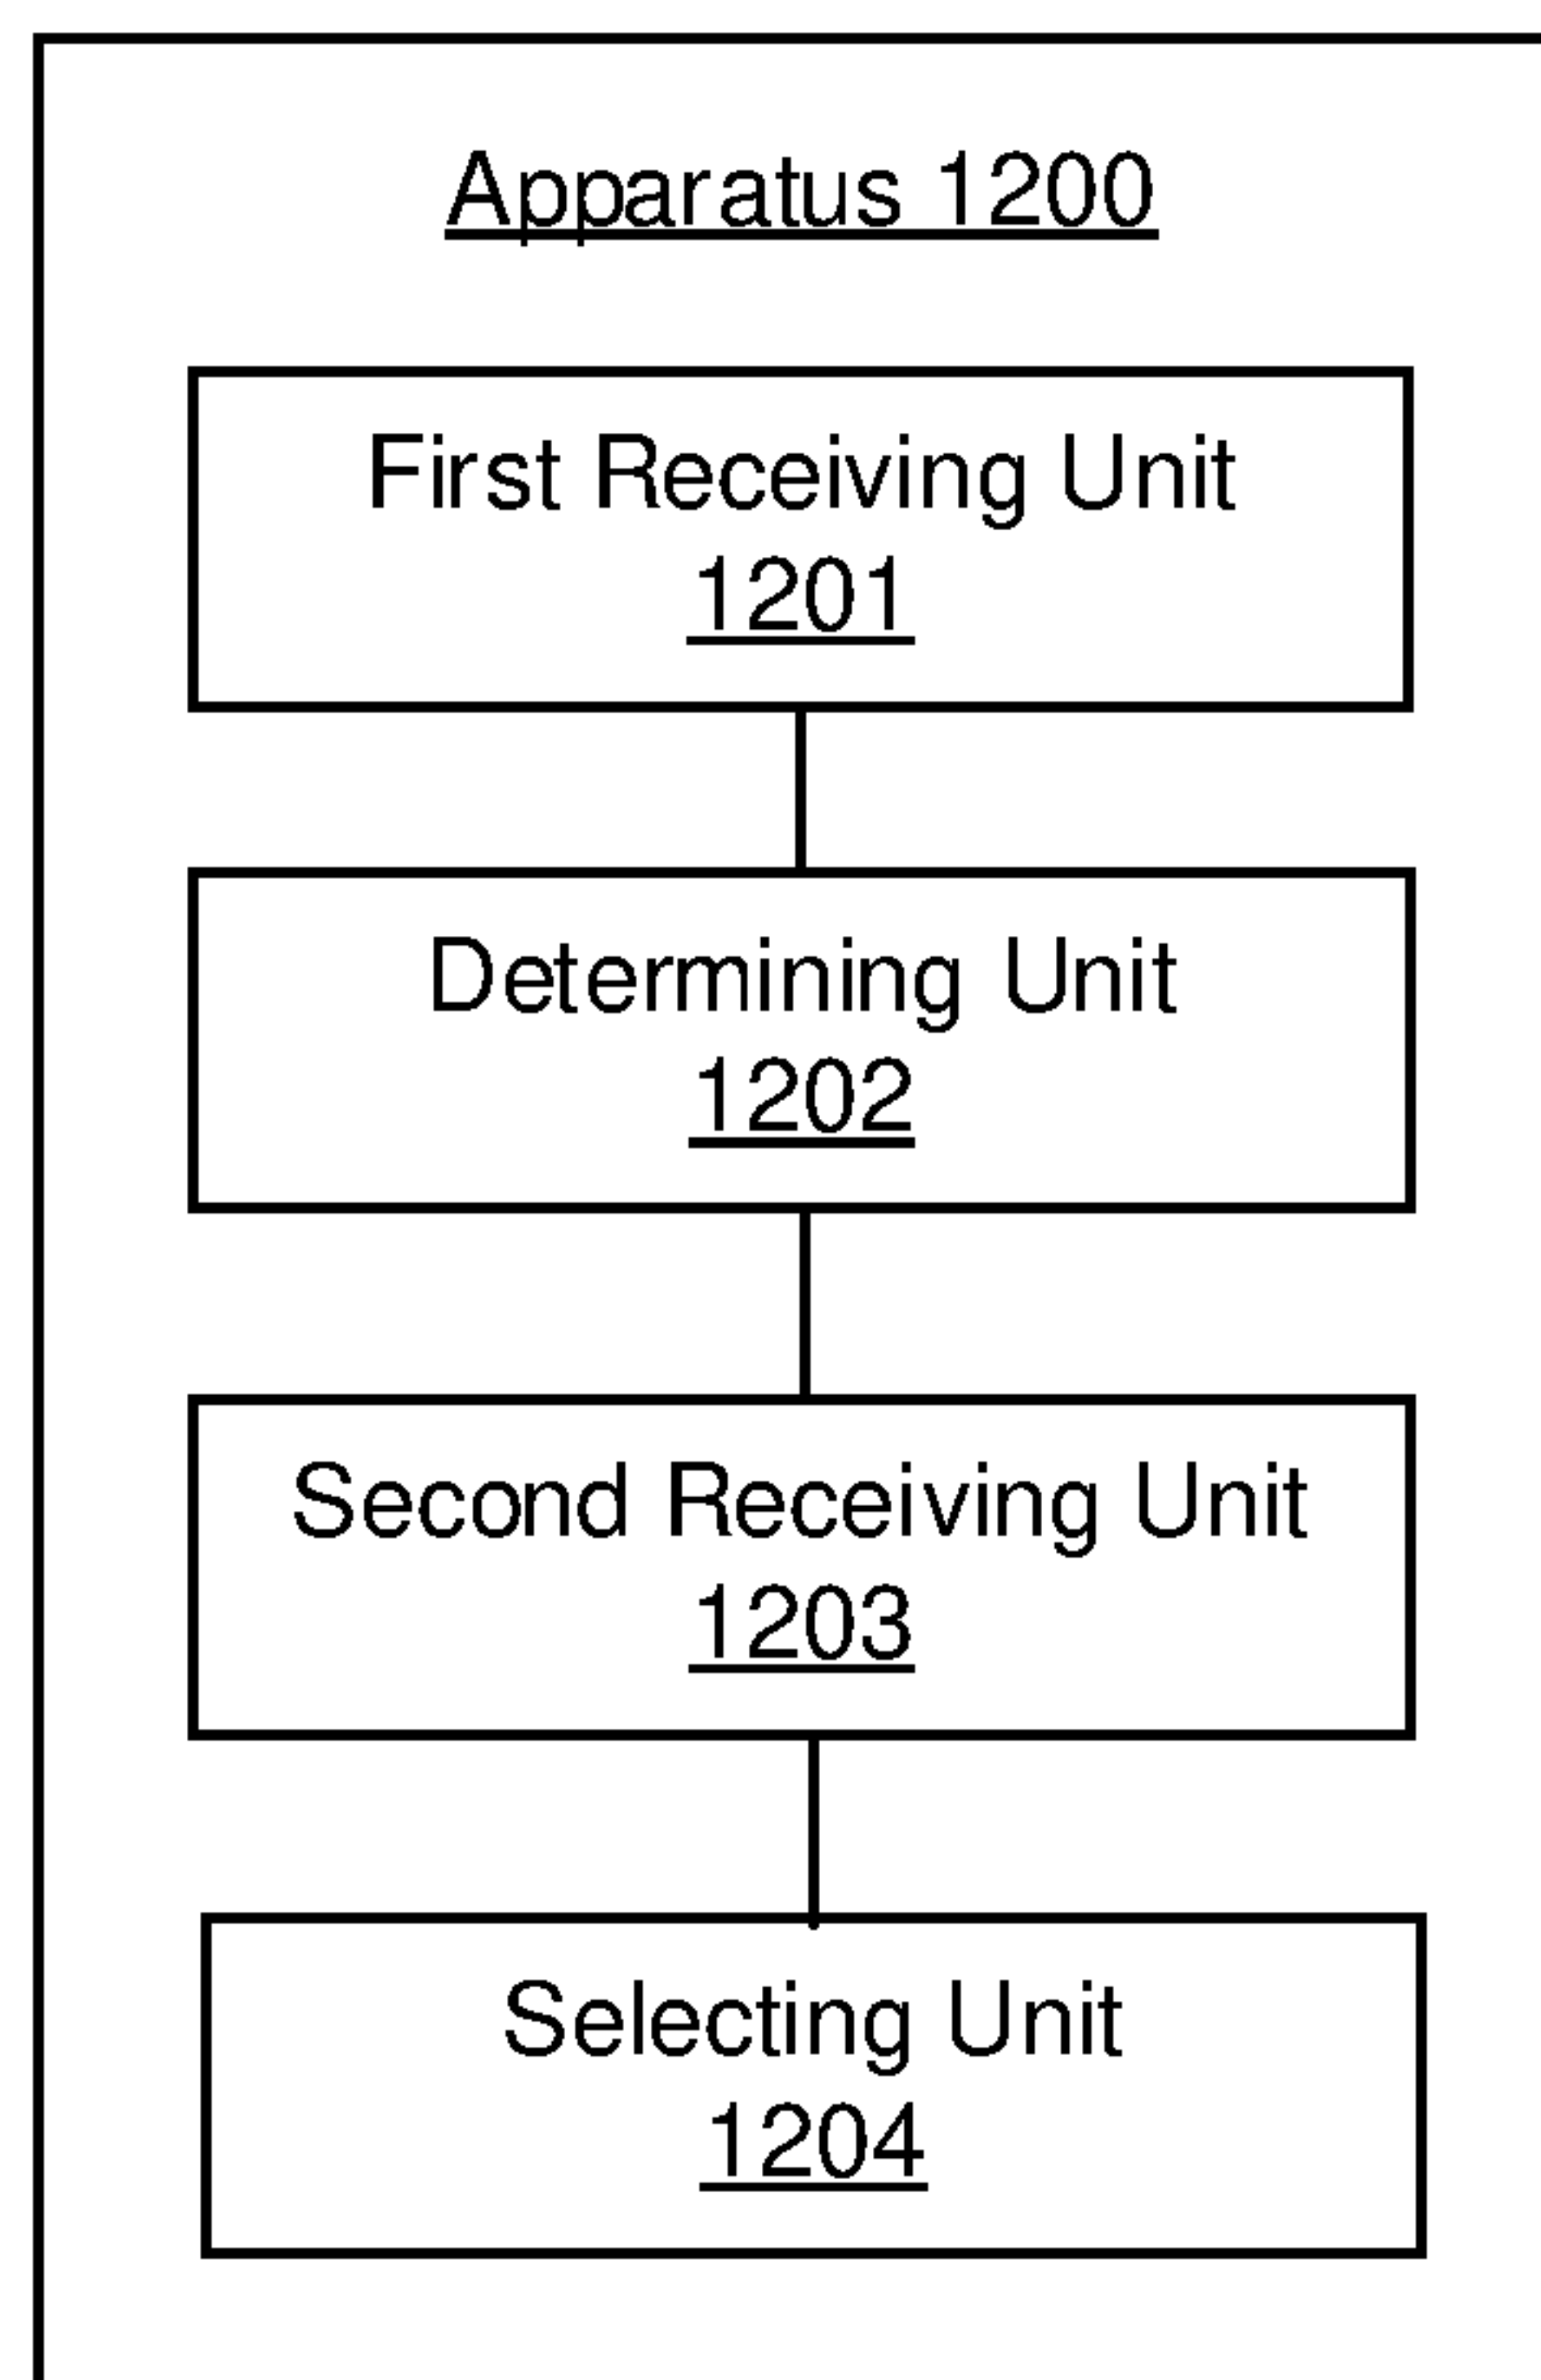 Apparatus 1200
First Receiving Unit
1201
Determining Unit
1202
Second Receiving Unit
1203
Selecting Unit
1204